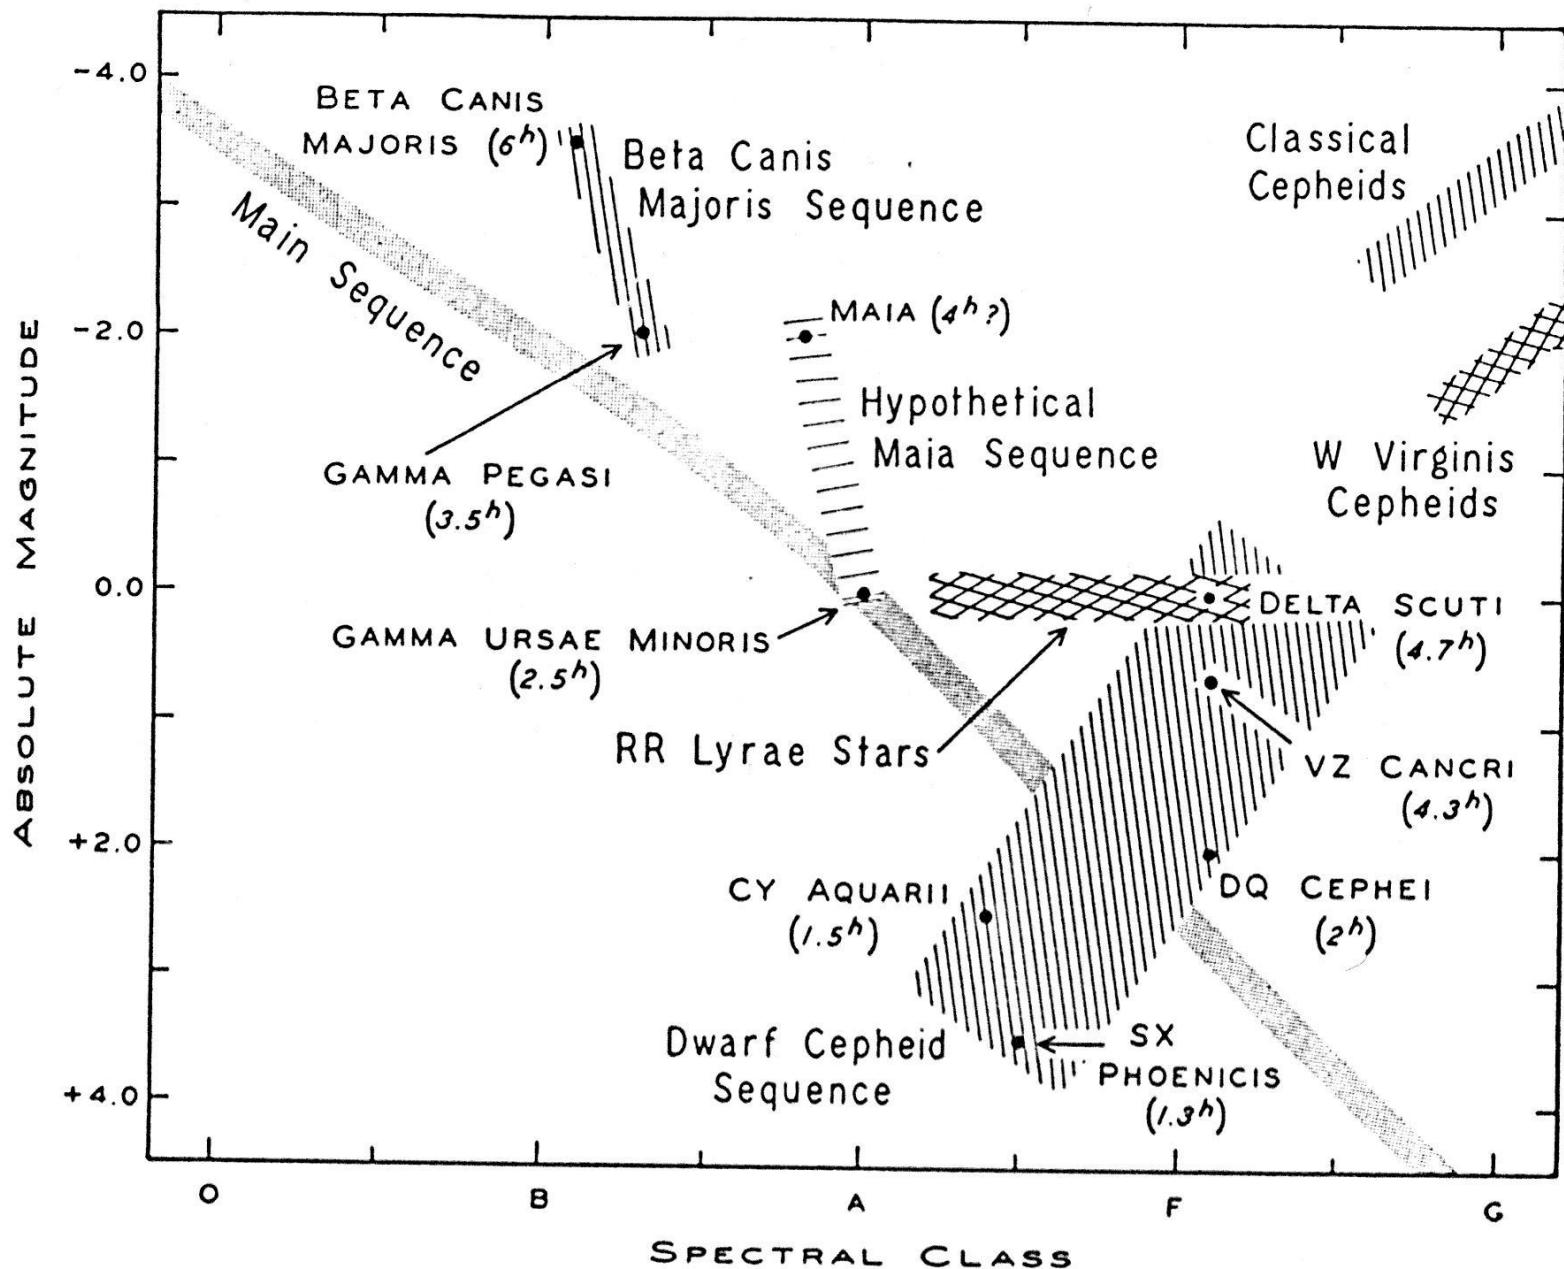 -4.0
-2.0
0.0
+2.0
+4.0
ABSOLUTE MAGNITUDE
BETA CANIS
MAJORIS (6h)
Beta Canis
Majoris Sequence
Classical
Cepheids
Main Sequence
MAIA (4h?)
Hypothetical
Maia Sequence
GAMMA PEGASI
(3.5h)
W Virginis
Cepheids
GAMMA URSAE MINORIS
(2.5h)
DELTA SCUTI
(4.7h)
RR Lyrae Stars
VZ CANCRI
(4.3h)
CY AQUARII
(1.5h)
DQ CEPHEI
(2h)
Dwarf Cepheid
Sequence
SX
PHOENICIS
(1.3h)
O B A F G
SPECTRAL CLASS